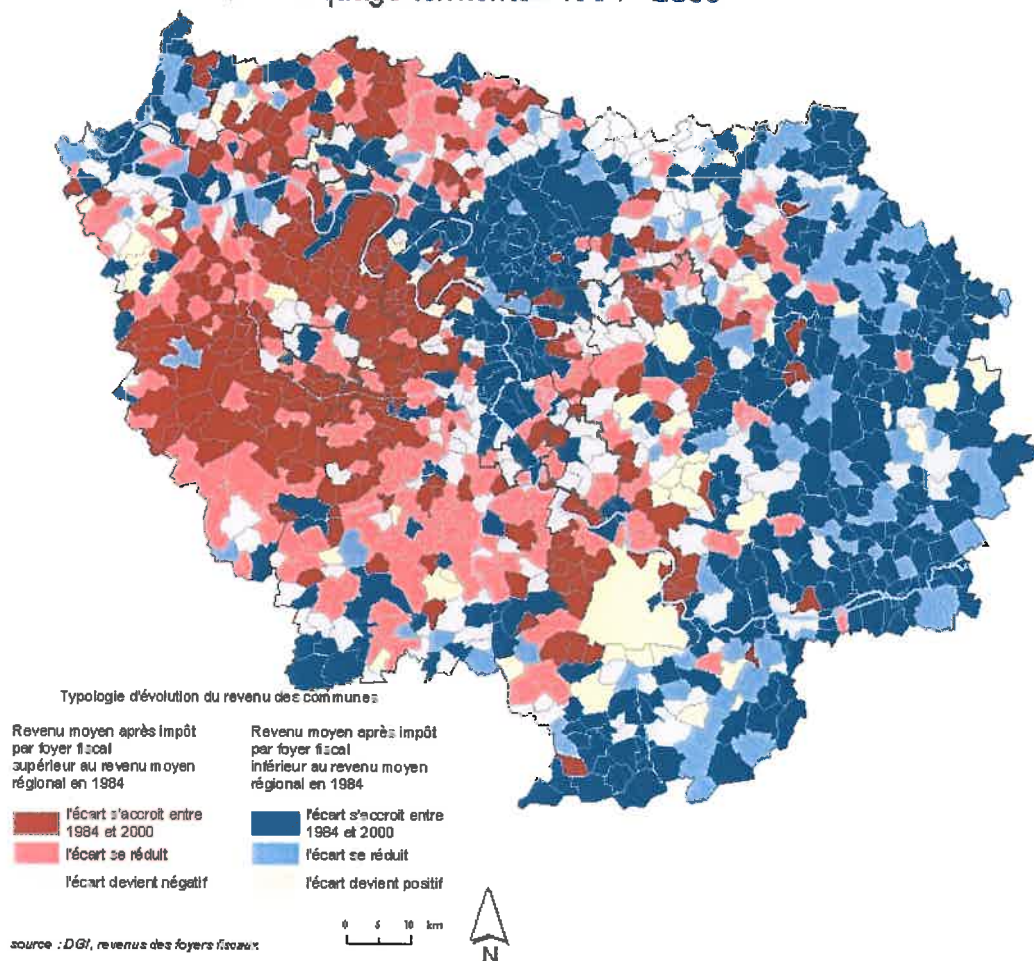 Typologie d'évolution du revenu des communes
Revenu moyen après impôt
par foyer fiscal
supérieur au revenu moyen
régional en 1984
l'écart s'accroit entre
1984 et 2000
l'écart se réduit
l'écart devient négatif
Revenu moyen après impôt
par foyer fiscal
inférieur au revenu moyen
régional en 1984
l'écart s'accroit entre
1984 et 2000
l'écart se réduit
l'écart devient positif
source : DGI, revenus des foyers fiscaux
0 5 10 km
N